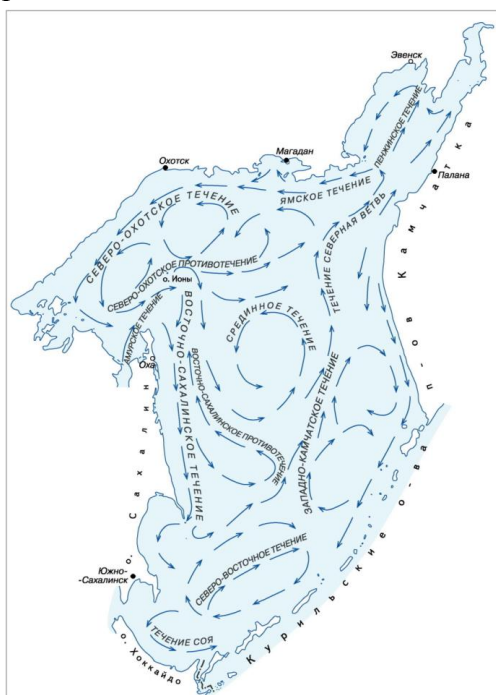 Эвенск
ПЕНЖИНСКОЕ ТЕЧЕНИЕ
Магадан
Охотск
Палана
ЯМСКОЕ ТЕЧЕНИЕ
СЕВЕРО-ОХОТСКОЕ ТЕЧЕНИЕ
ТЕЧЕНИЕ СЕВЕРНАЯ ВЕТВЬ
п-ов Камчатка
СЕВЕРО-ОХОТСКОЕ ПРОТИВОТЕЧЕНИЕ
о. Ионы
АМУРСКОЕ ТЕЧЕНИЕ
СРЕДИННОЕ ТЕЧЕНИЕ
Оха
ВОСТОЧНО-САХАЛИНСКОЕ ТЕЧЕНИЕ
ВОСТОЧНО-САХАЛИНСКОЕ ПРОТИВОТЕЧЕНИЕ
ЗАПАДНО-КАМЧАТСКОЕ ТЕЧЕНИЕ
о. Сахалин
Курильские о-ва
СЕВЕРО-ВОСТОЧНОЕ ТЕЧЕНИЕ
Южно-
-Сахалинск
ТЕЧЕНИЕ СОЯ
о. Хоккайдо